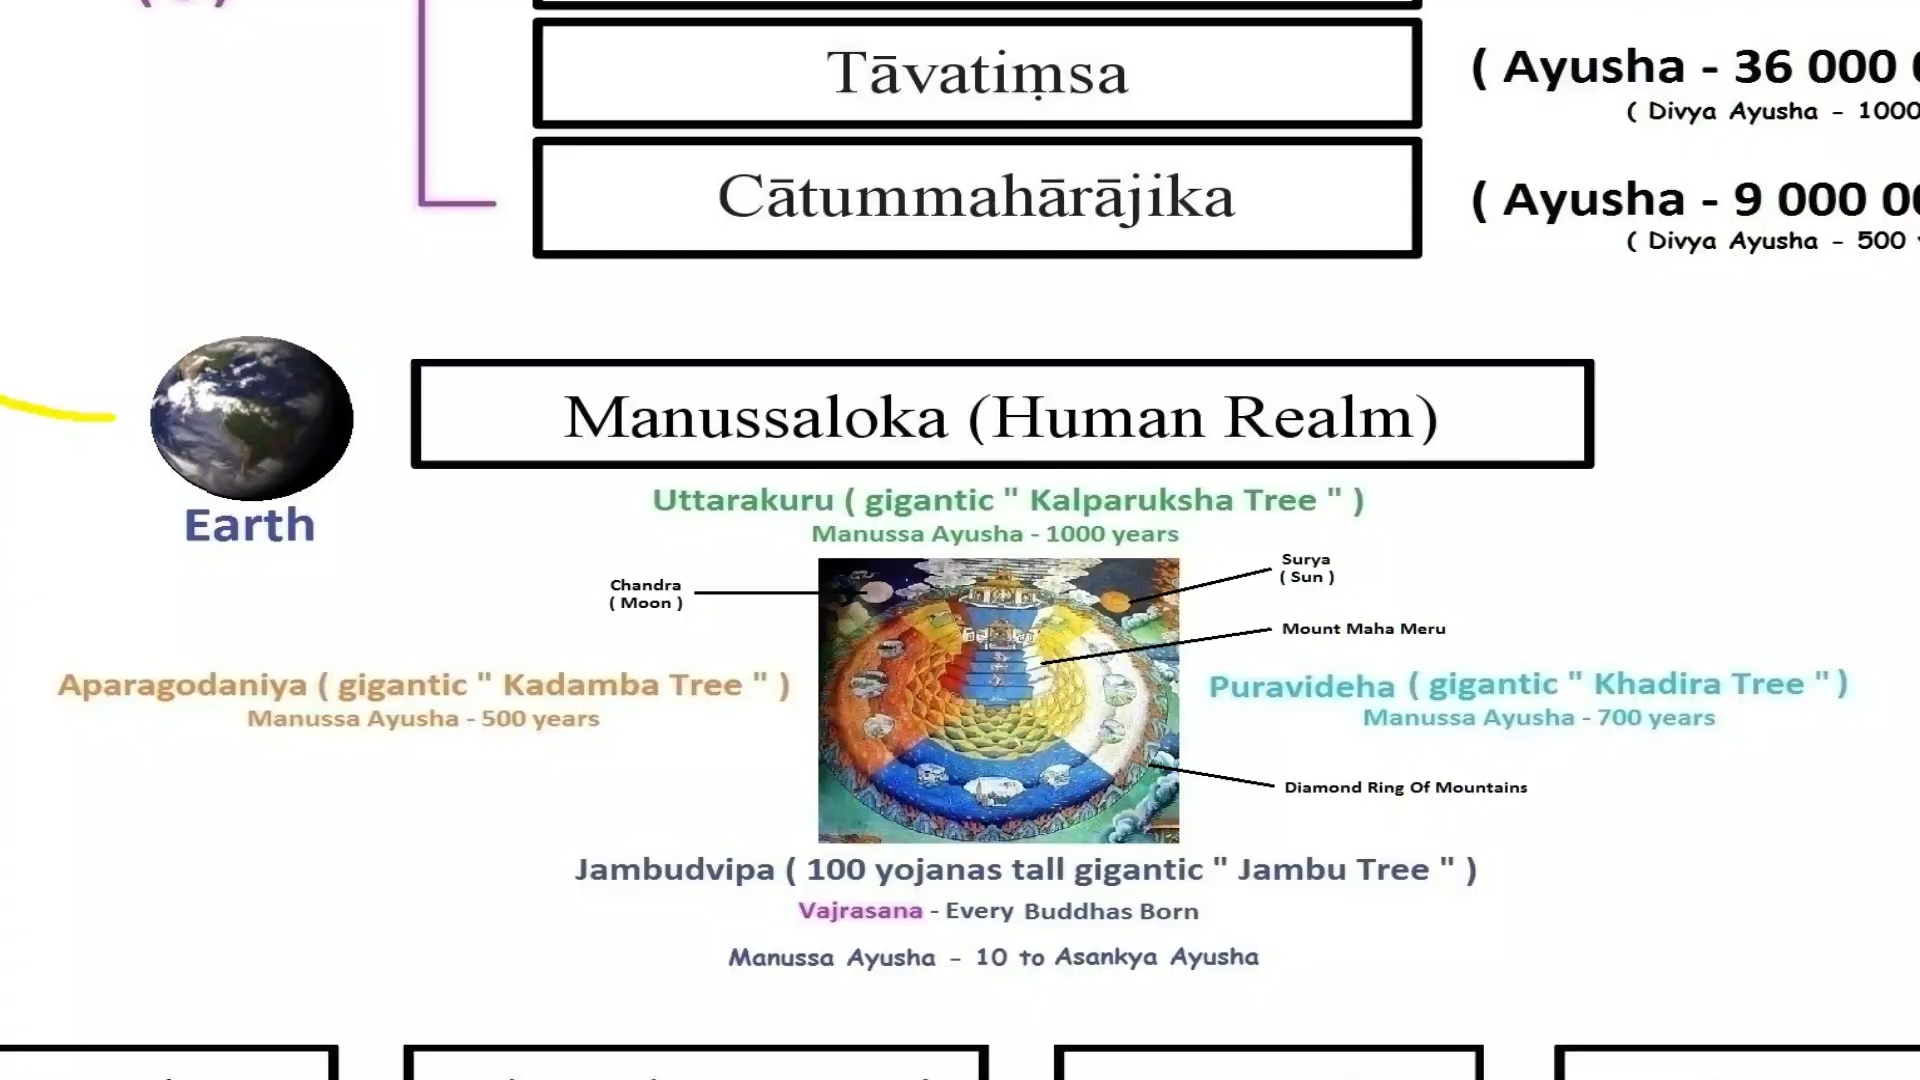 Tāvatiṃsa
( Ayusha - 36 000
( Divya Ayusha - 1000
Cātummahārājika
( Ayusha - 9 000
( Divya Ayusha - 500
Manussaloka (Human Realm)
Earth
Uttarakuru ( gigantic " Kalparuksha Tree " )
Manussa Ayusha - 1000 years
Surya
( Sun )
Chandra
( Moon )
Mount Maha Meru
Aparagodaniya ( gigantic " Kadamba Tree " )
Manussa Ayusha - 500 years
Puravideha ( gigantic " Khadira Tree " )
Manussa Ayusha - 700 years
Diamond Ring Of Mountains
Jambudvipa ( 100 yojanas tall gigantic " Jambu Tree " )
Vajrasana - Every Buddhas Born
Manussa Ayusha - 10 to Asankya Ayusha